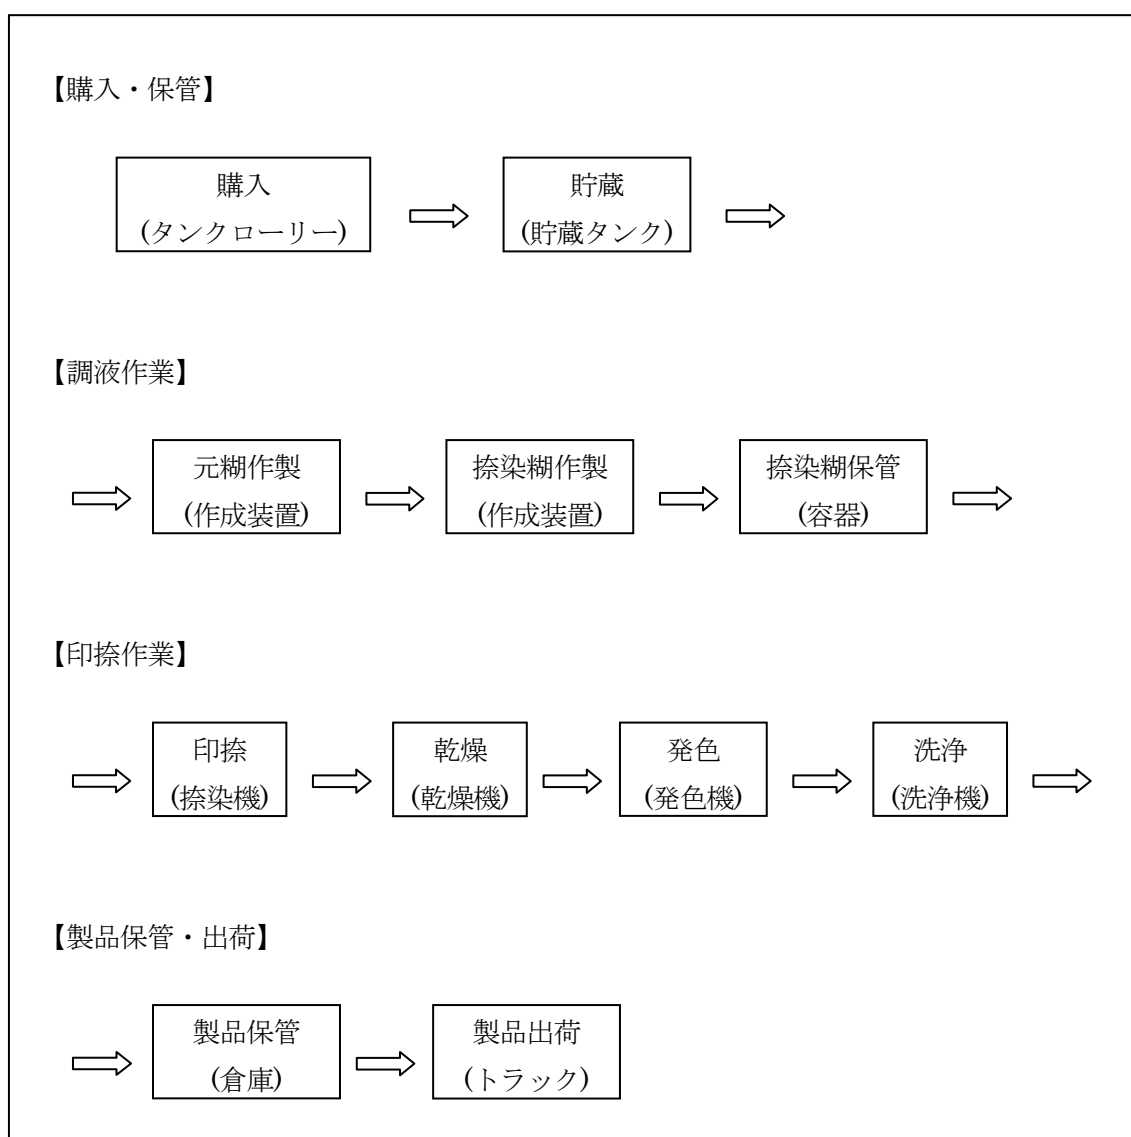 【購入・保管】
購入
(タンクローリー)
貯蔵
(貯蔵タンク)
【調液作業】
元糊作製
(作成装置)
捺染糊作製
(作成装置)
捺染糊保管
(容器)
【印捺作業】
印捺
(捺染機)
乾燥
(乾燥機)
発色
(発色機)
洗浄
(洗浄機)
【製品保管・出荷】
製品保管
(倉庫)
製品出荷
(トラック)